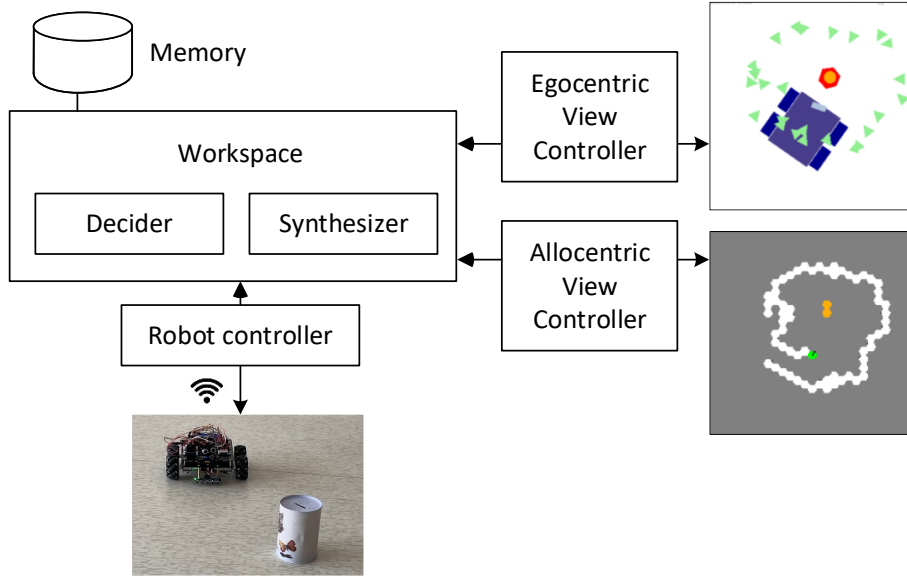 Memory
Workspace
Decider
Synthesizer
Egocentric
View
Controller
Allocentric
View
Controller
Robot controller